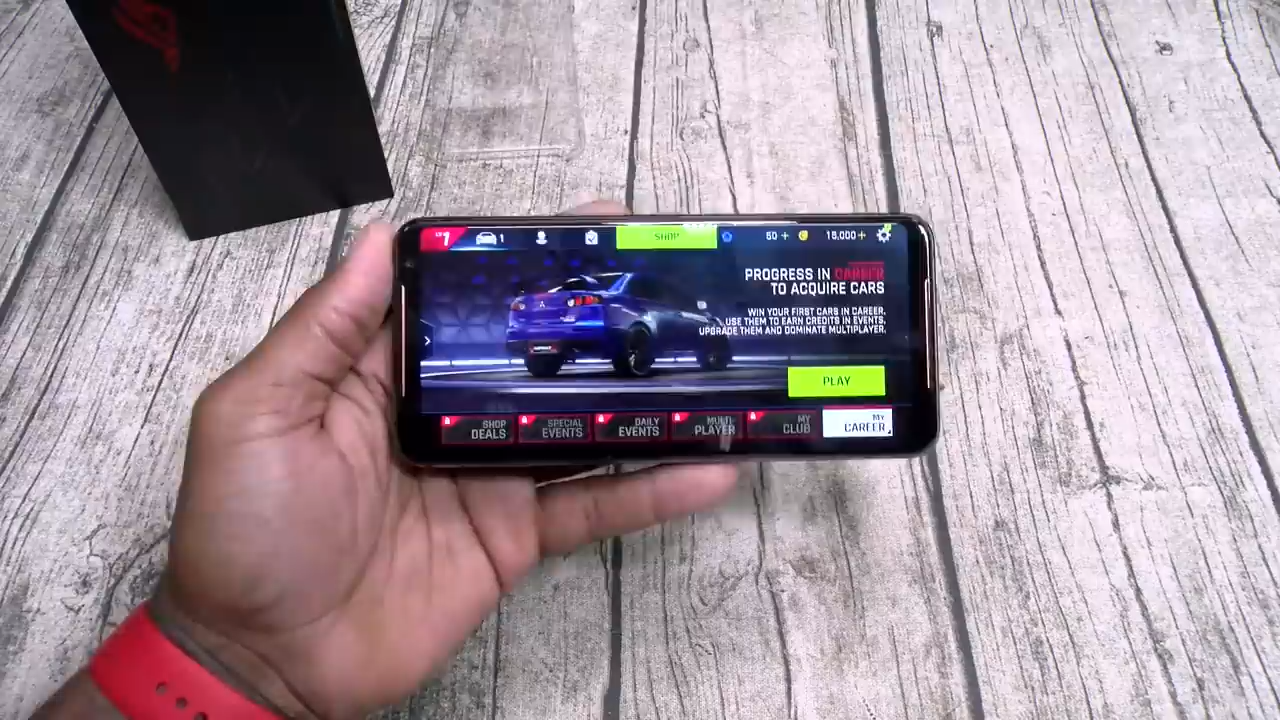 1
1
SHOP
50 +
15,000 +
PROGRESS IN CAREER
TO ACQUIRE CARS
WIN YOUR FIRST CARS IN CAREER,
USE THEM TO EARN CREDITS IN EVENTS,
UPGRADE THEM AND DOMINATE MULTIPLAYER.
PLAY
SHOP
DEALS
SPECIAL
EVENTS
DAILY
EVENTS
MULTI
PLAYER
MY
CLUB
MY
CAREER